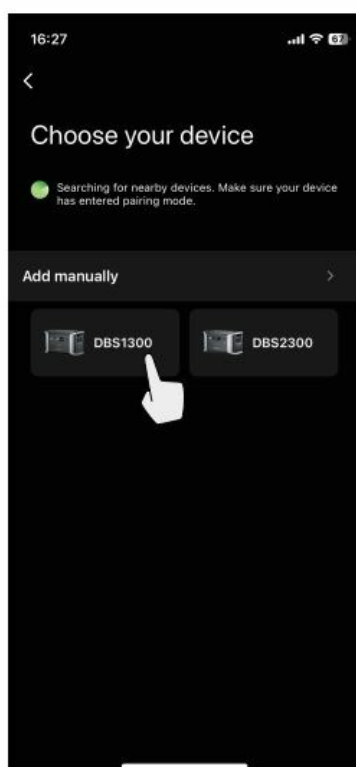 16:27
67
Choose your device
Searching for nearby devices. Make sure your device
has entered pairing mode.
Add manually
DBS1300
DBS2300